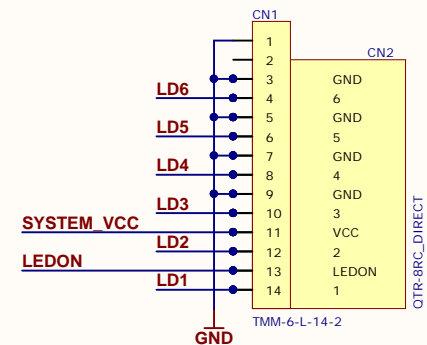 CN1
1
CN2
2
3 GND
LD6 4 6
5 GND
LD5 6 5
7 GND
LD4 8 4
9 GND
LD3 10 3
SYSTEM_VCC 11 VCC
LD2 12 2
LEDON 13 LEDON
LD1 14 1
QTR-8RC_DIRECT
TMM-6-L-14-2
GND